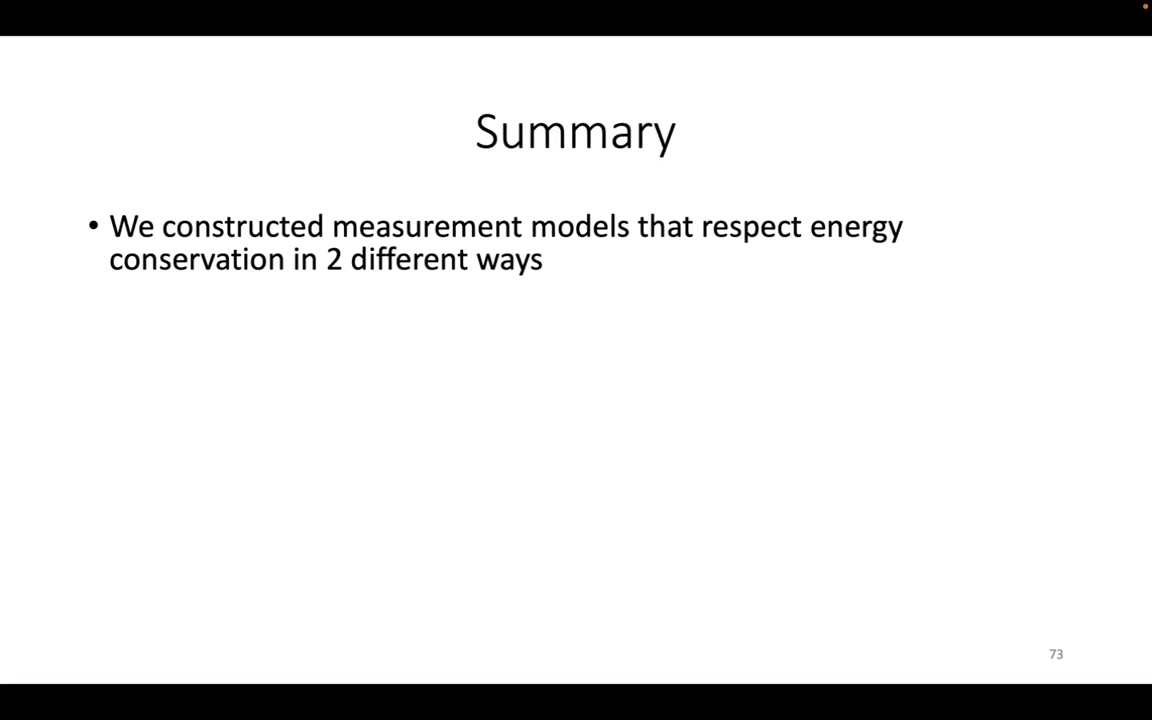 Summary
• We constructed measurement models that respect energy
conservation in 2 different ways
73